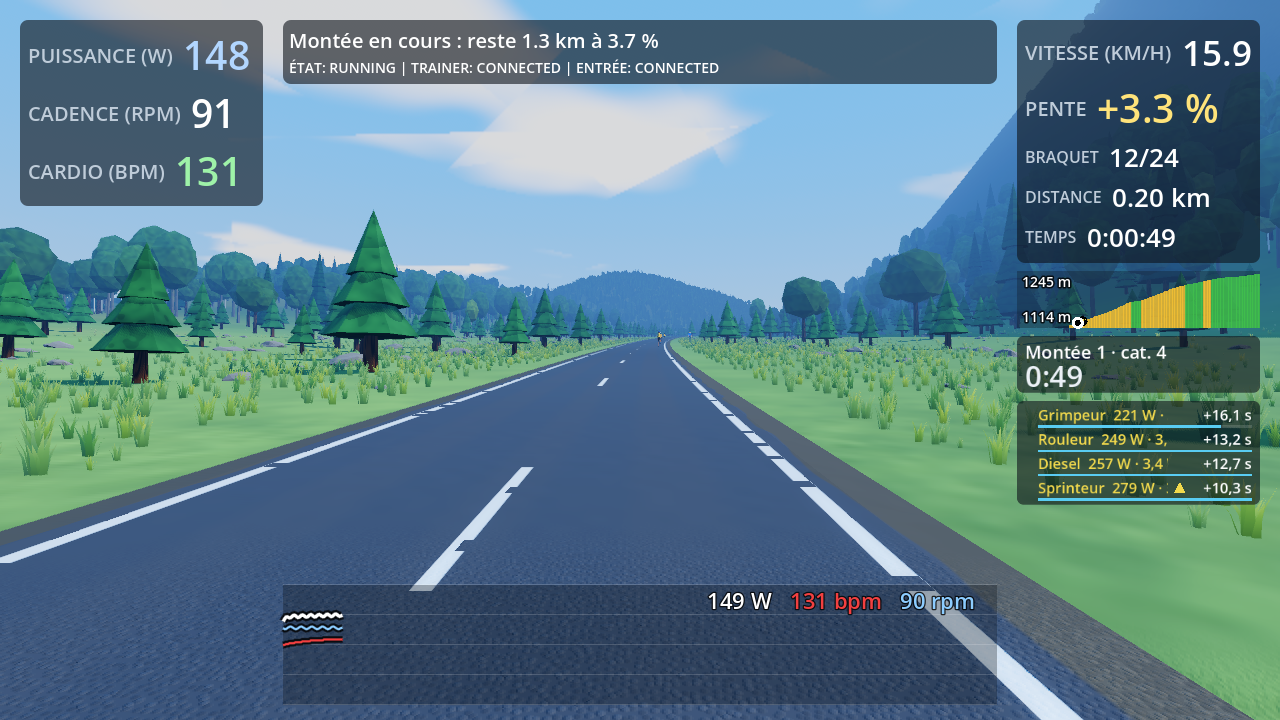 PUISSANCE (W) 148
CADENCE (RPM) 91
CARDIO (BPM) 131
Montée en cours : reste 1.3 km à 3.7 %
ÉTAT: RUNNING | TRAINER: CONNECTED | ENTRÉE: CONNECTED
VITESSE (KM/H) 15.9
PENTE +3.3 %
BRAQUET 12/24
DISTANCE 0.20 km
TEMPS 0:00:49
1245 m
1114 m
Montée 1 · cat. 4
0:49
Grimpeur 221 W · +16,1 s
Rouleur 249 W · 3, +13,2 s
Diesel 257 W · 3,4 +12,7 s
Sprinteur 279 W · +10,3 s
149 W 131 bpm 90 rpm